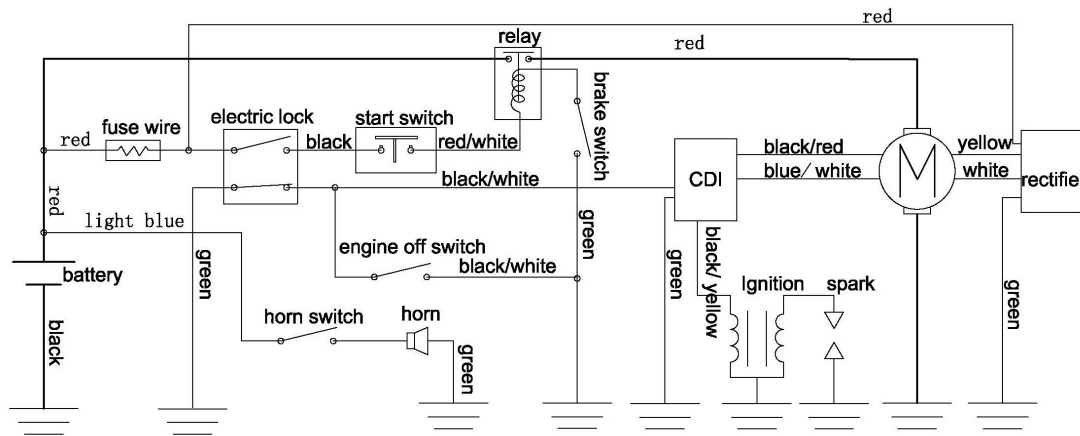 red
relay
red
brake switch
fuse wire
electric lock
start switch
red
black
red/white
black/red
blue/ white
M
yellow
white
rectifie
CDI
black/white
red
light blue
green
engine off switch
black/white
green
green
black/ yellow
Ignition
spark
green
battery
black
horn switch
horn
green